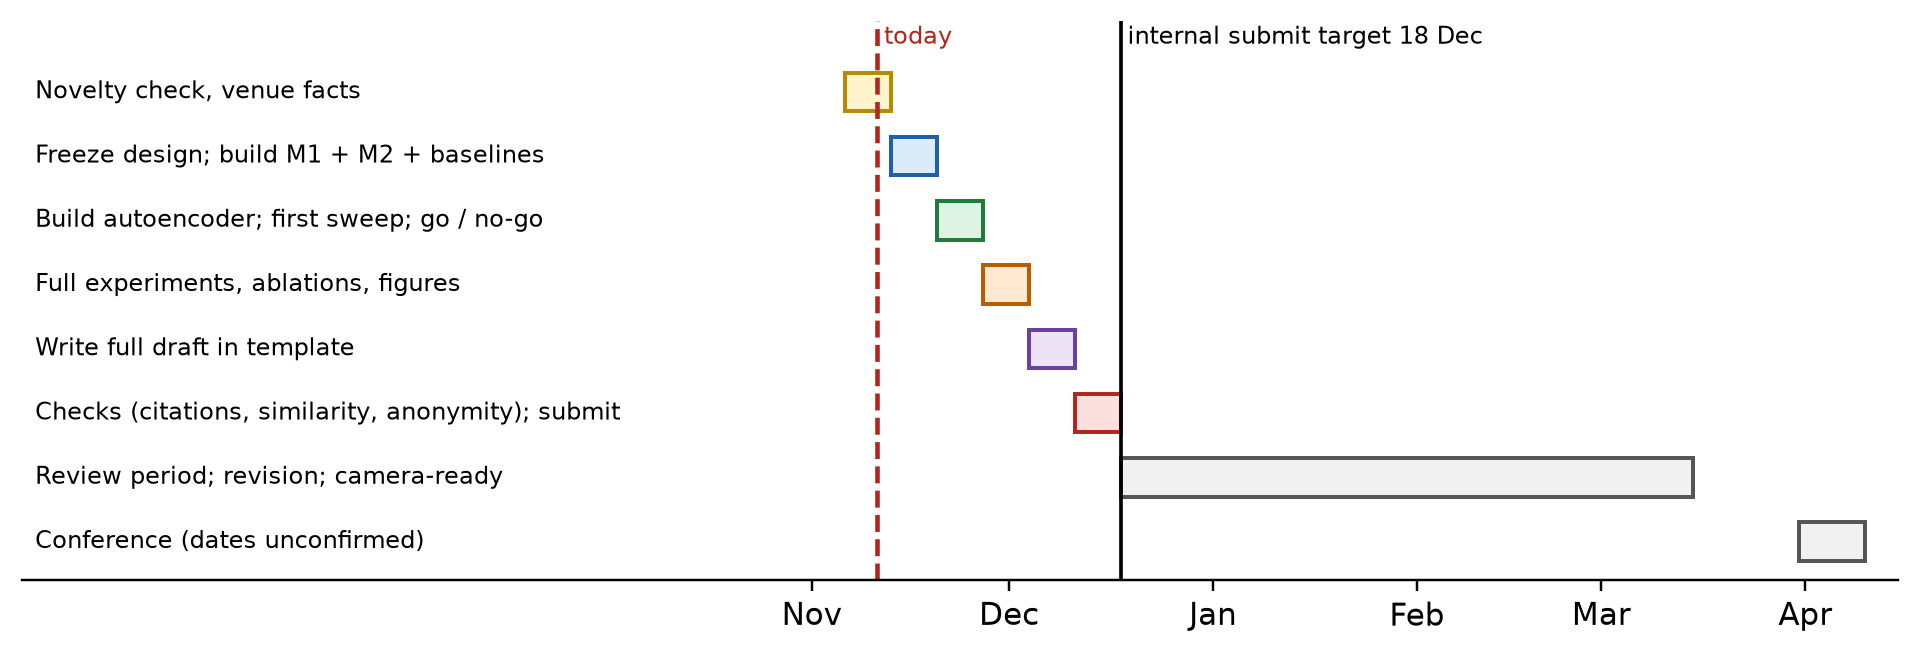 today
internal submit target 18 Dec
Novelty check, venue facts
Freeze design; build M1 + M2 + baselines
Build autoencoder; first sweep; go / no-go
Full experiments, ablations, figures
Write full draft in template
Checks (citations, similarity, anonymity); submit
Review period; revision; camera-ready
Conference (dates unconfirmed)
Nov Dec Jan Feb Mar Apr